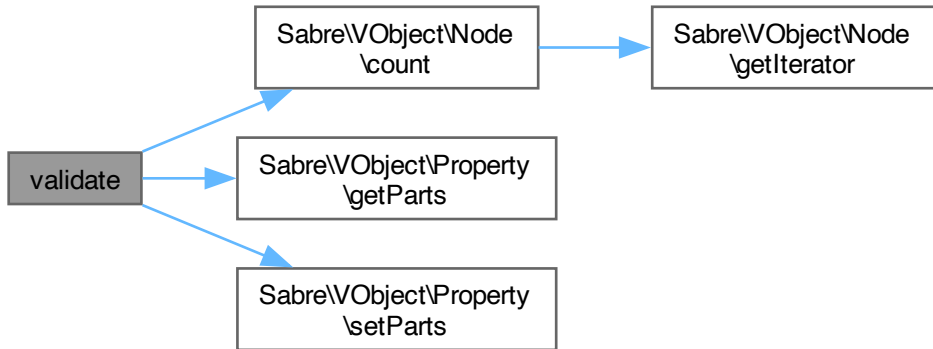 validate
Sabre\VObject\Node
\count
Sabre\VObject\Node
\getIterator
Sabre\VObject\Property
\getParts
Sabre\VObject\Property
\setParts